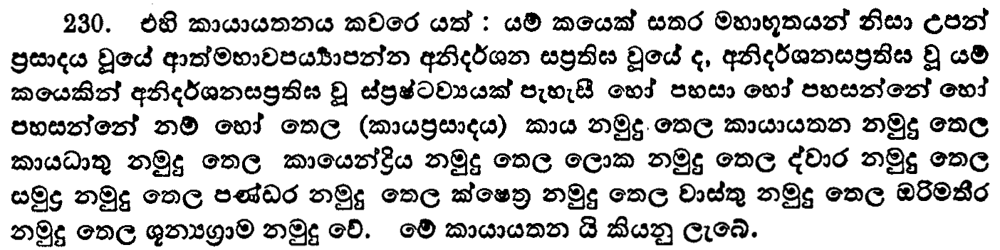 230. එහි කායායතනය කවරෙ යත් : යම් කයෙක් සතර මහාභූතයන් නිසා උපන්
ප්‍රසාදය වූයේ ආත්මභාවපර්‍ය්‍යාපන්න අනිදර්ශන සප්‍රතිඝ වූයේ ද, අනිදර්ශනසප්‍රතිඝ වූ යම්
කයෙකින් අනිදර්ශනසප්‍රතිඝ වූ ස්ප්‍රෂ්ටව්‍යයක් පැහැසී හෝ පහසා හෝ පහසන්නේ හෝ
පහසන්නේ නම් හෝ තෙල (කායප්‍රසාදය) කාය නමුදු තෙල කායායතන නමුදු තෙල
කායධාතු නමුදු තෙල කායෙන්ද්‍රිය නමුදු තෙල ලොක නමුදු තෙල ද්වාර නමුදු තෙල
සමුද්‍ර නමුදු තෙල පණ්ඩර නමුදු තෙල ක්ෂෙත්‍ර නමුදු තෙල වාස්තු නමුදු තෙල ඔරිමතීර
නමුදු තෙල ශූන්‍යග්‍රාම නමුදු වේ. මේ කායායතන යි කියනු ලැබේ.